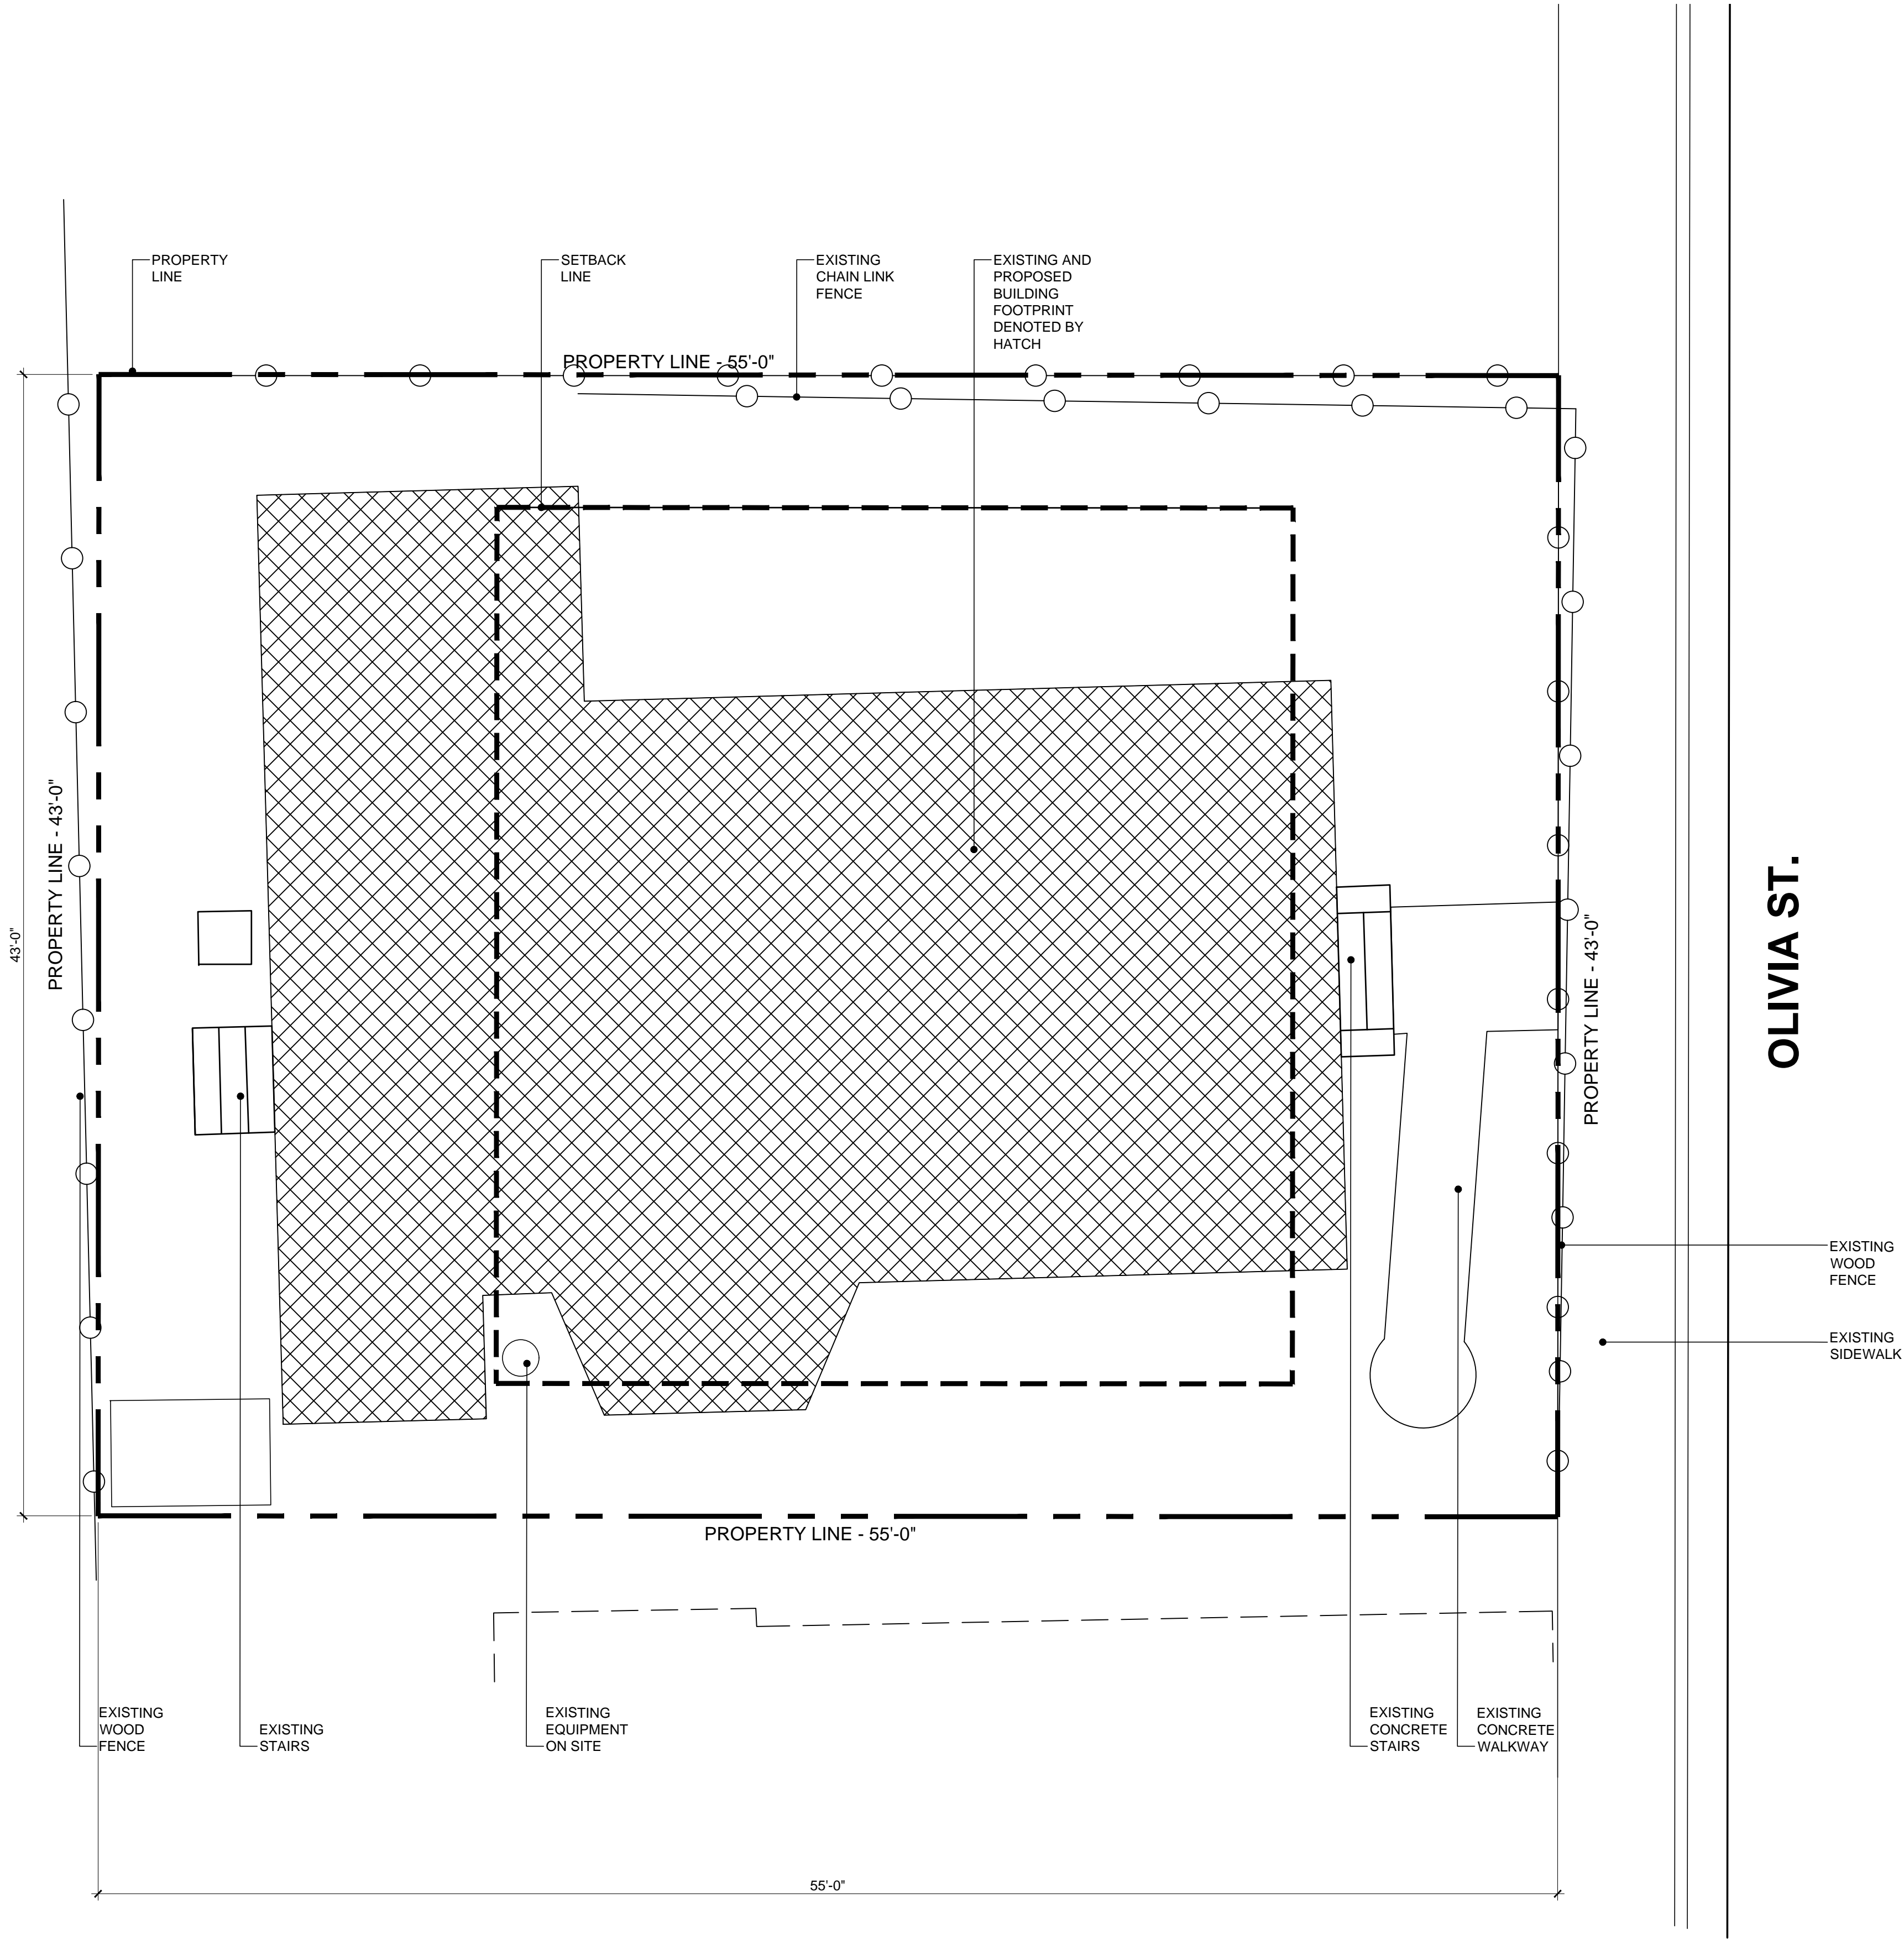 PROPERTY
LINE
SETBACK
LINE
EXISTING
CHAIN LINK
FENCE
EXISTING AND
PROPOSED
BUILDING
FOOTPRINT
DENOTED BY
HATCH
PROPERTY LINE - 55'-0"
43'-0"
PROPERTY LINE - 43'-0"
PROPERTY LINE - 43'-0"
OLIVIA ST.
EXISTING
WOOD
FENCE
EXISTING
SIDEWALK
PROPERTY LINE - 55'-0"
EXISTING
WOOD
FENCE
EXISTING
STAIRS
EXISTING
EQUIPMENT
ON SITE
EXISTING
CONCRETE
STAIRS
EXISTING
CONCRETE
WALKWAY
55'-0"